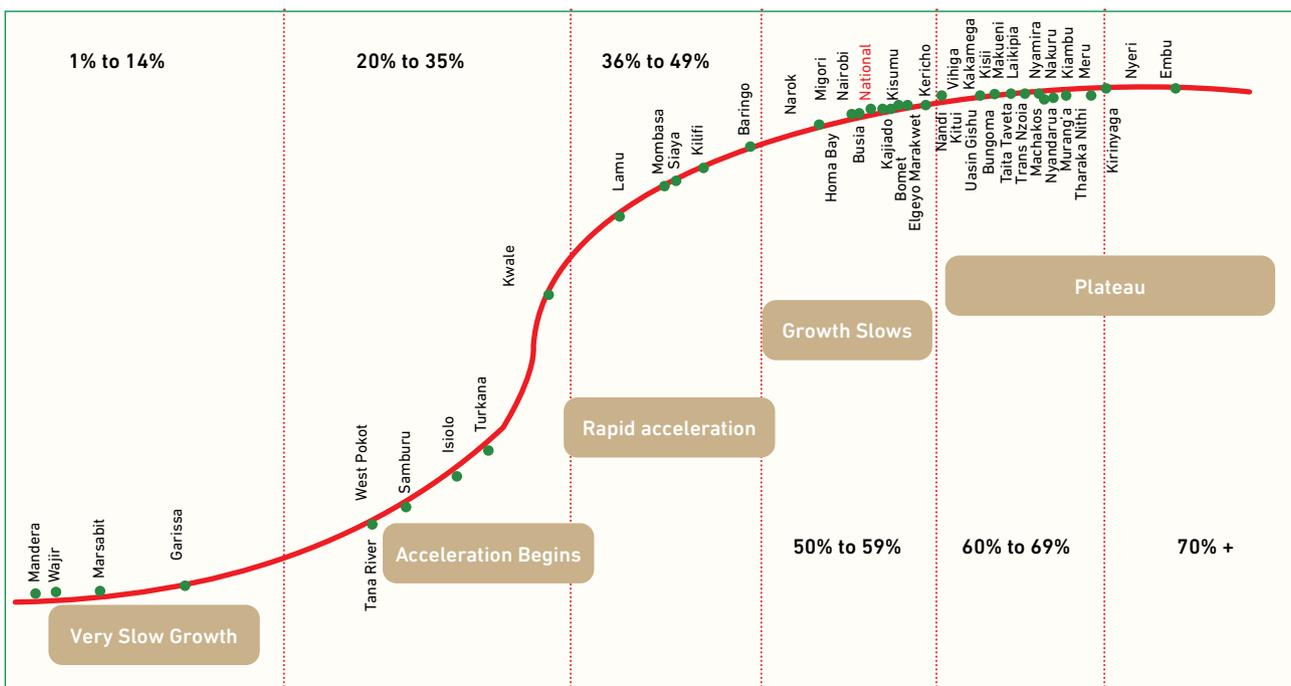 1% to 14%
20% to 35%
36% to 49%
50% to 59%
60% to 69%
70% +
Mandera
Wajir
Marsabit
Garissa
West Pokot
Tana River
Samburu
Isiolo
Turkana
Kwale
Lamu
Mombasa
Siaya
Kilifi
Baringo
Narok
Migori
Homa Bay
Nairobi
Busia
National
Kajiado
Kisumu
Bomet
Elgeyo Marakwet
Kericho
Nandi
Vihiga
Kitui
Kakamega
Uasin Gishu
Kisii
Bungoma
Makueni
Taita Taveta
Laikipia
Trans Nzoia
Nyamira
Machakos
Nakuru
Nyandarua
Kiambu
Murang'a
Meru
Tharaka Nithi
Kirinyaga
Nyeri
Embu
Very Slow Growth
Acceleration Begins
Rapid acceleration
Growth Slows
Plateau